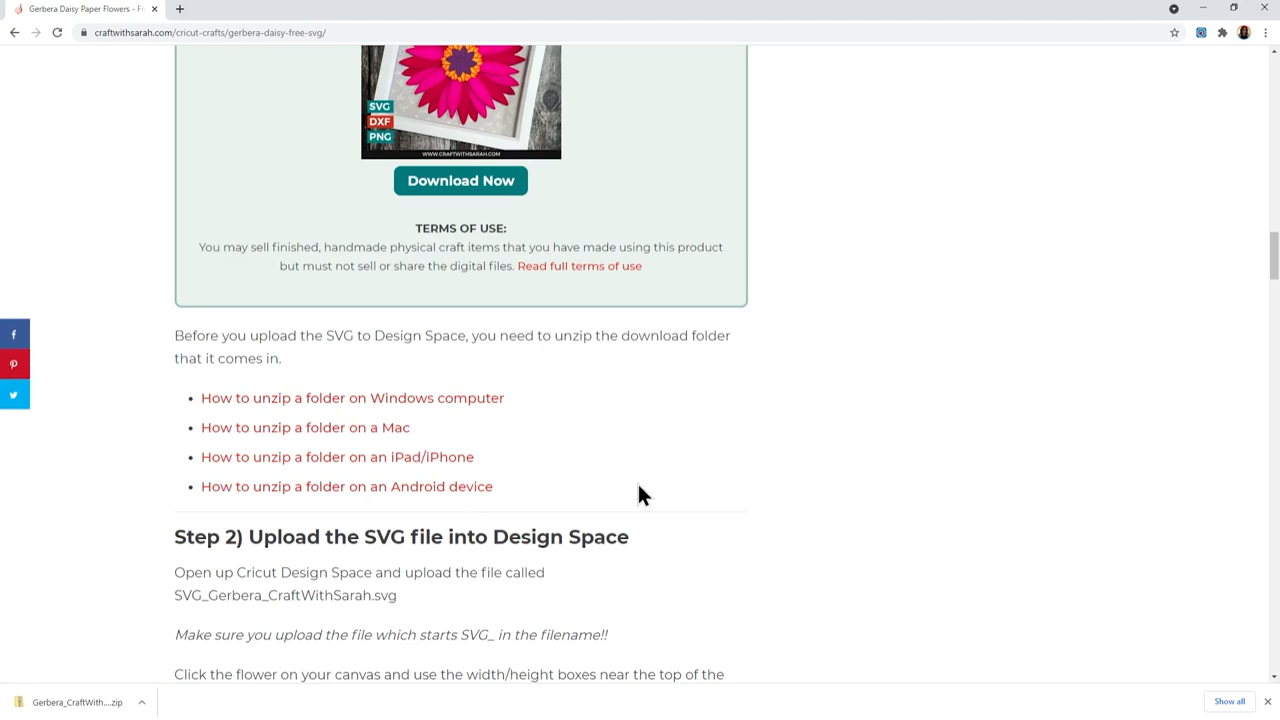 Gerbera Daisy Paper Flowers - Fr
craftwithsarah.com/cricut-crafts/gerbera-daisy-free-svg/
SVG
DXF
PNG
WWW.CRAFTWITHSARAH.COM
Download Now
TERMS OF USE:
You may sell finished, handmade physical craft items that you have made using this product
but must not sell or share the digital files. Read full terms of use
Before you upload the SVG to Design Space, you need to unzip the download folder
that it comes in.
• How to unzip a folder on Windows computer
• How to unzip a folder on a Mac
• How to unzip a folder on an iPad/iPhone
• How to unzip a folder on an Android device
Step 2) Upload the SVG file into Design Space
Open up Cricut Design Space and upload the file called
SVG_Gerbera_CraftWithSarah.svg
Make sure you upload the file which starts SVG_ in the filename!!
Click the flower on your canvas and use the width/height boxes near the top of the
Gerbera_CraftWith....zip
Show all